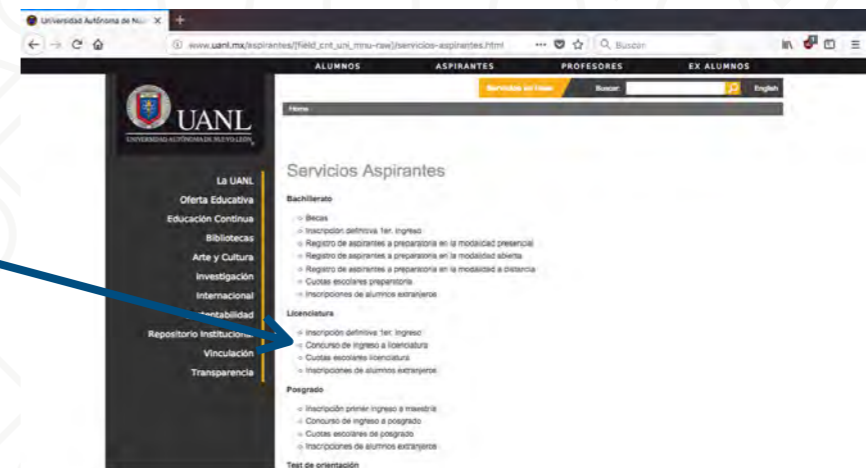 Universidad Autónoma de Nu
www.uanl.mx/aspirantes/[field_cnt_uni_mnu-raw]/servicios-aspirantes.html
Buscar
ALUMNOS ASPIRANTES PROFESORES EX ALUMNOS
Servicios en línea Buscar: English
UANL
UNIVERSIDAD AUTÓNOMA DE NUEVO LEÓN
Home
Servicios Aspirantes
La UANL
Oferta Educativa
Educación Continua
Bibliotecas
Arte y Cultura
Investigación
Internacional
tentabilidad
Repositorio Institucional
Vinculación
Transparencia
Bachillerato
Becas
Inscripción definitiva 1er. ingreso
Registro de aspirantes a preparatoria en la modalidad presencial
Registro de aspirantes a preparatoria en la modalidad abierta
Registro de aspirantes a preparatoria en la modalidad a distancia
Cuotas escolares preparatoria
Inscripciones de alumnos extranjeros
Licenciatura
Inscripción definitiva 1er. ingreso
Concurso de ingreso a licenciatura
Cuotas escolares licenciatura
Inscripciones de alumnos extranjeros
Posgrado
Inscripción primer ingreso a maestría
Concurso de ingreso a posgrado
Cuotas escolares de posgrado
Inscripciones de alumnos extranjeros
Test de orientación